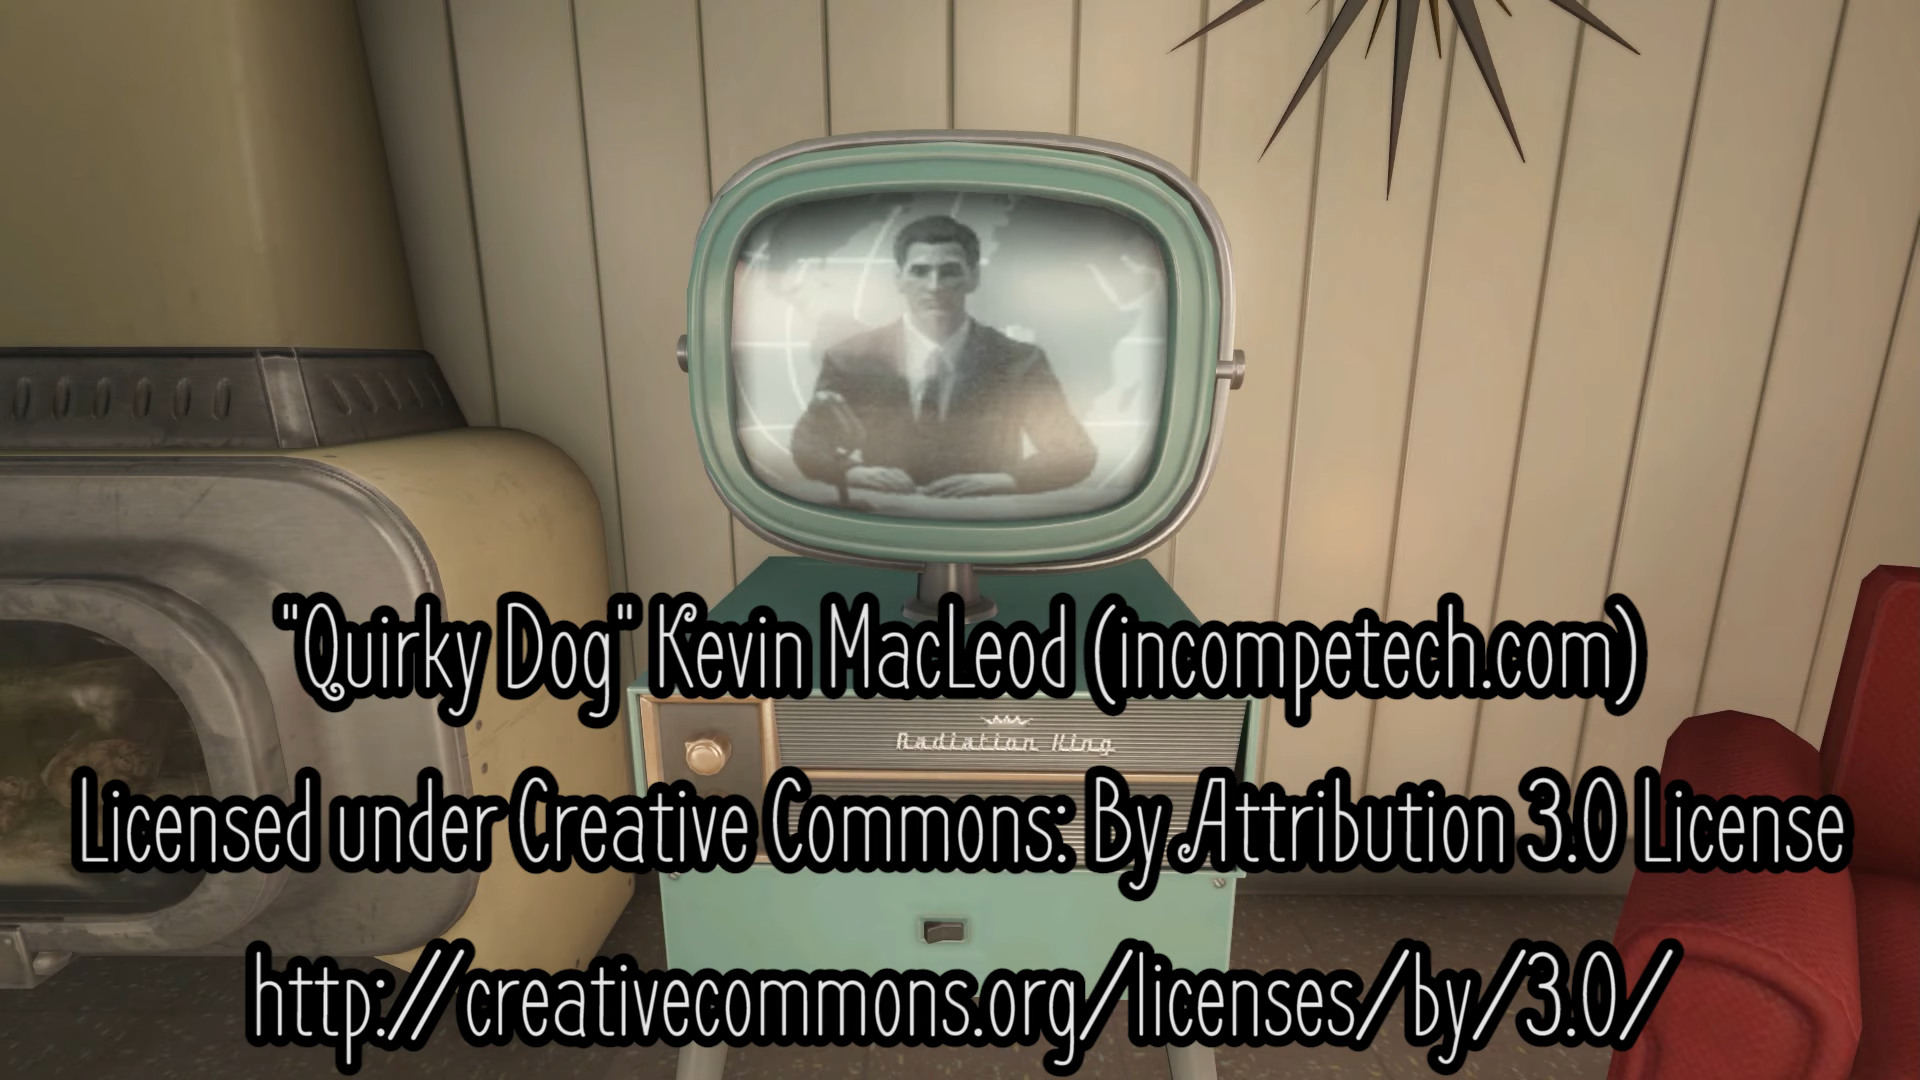 Radiation King
"Quirky Dog" Kevin MacLeod (incompetech.com)
Licensed under Creative Commons: By Attribution 3.0 License
http://creativecommons.org/licenses/by/3.0/